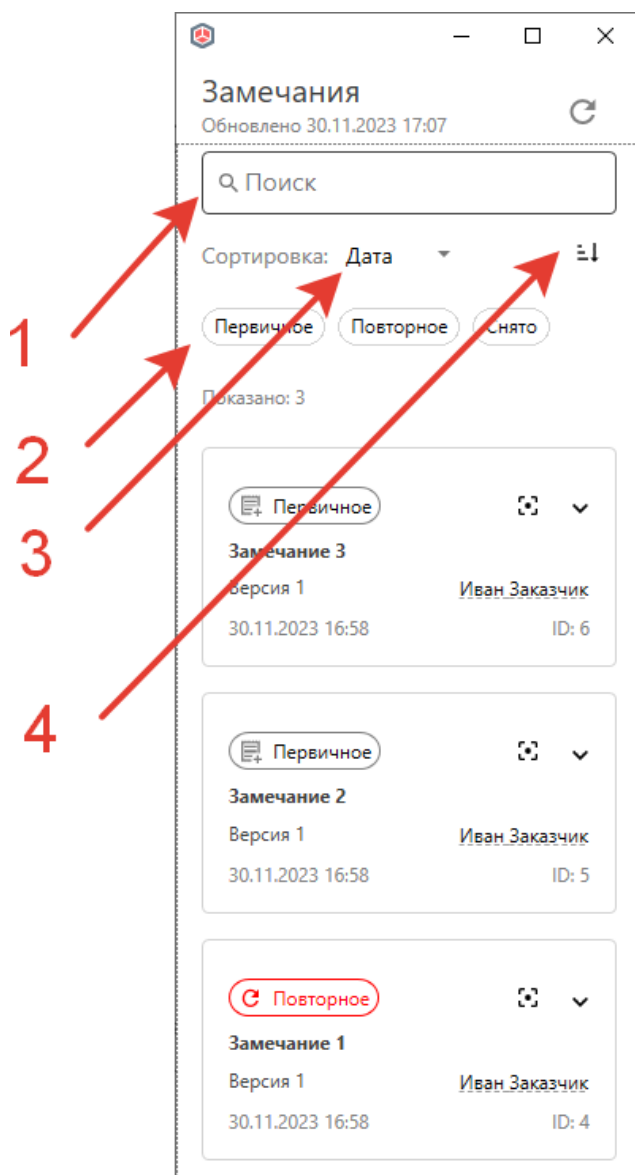 Замечания
Обновлено 30.11.2023 17:07
Поиск
Сортировка: Дата
1
Первичное Повторное Снято
Показано: 3
2
Первичное
3
Замечание 3
Версия 1 Иван Заказчик
30.11.2023 16:58 ID: 6
4
Первичное
Замечание 2
Версия 1 Иван Заказчик
30.11.2023 16:58 ID: 5
Повторное
Замечание 1
Версия 1 Иван Заказчик
30.11.2023 16:58 ID: 4